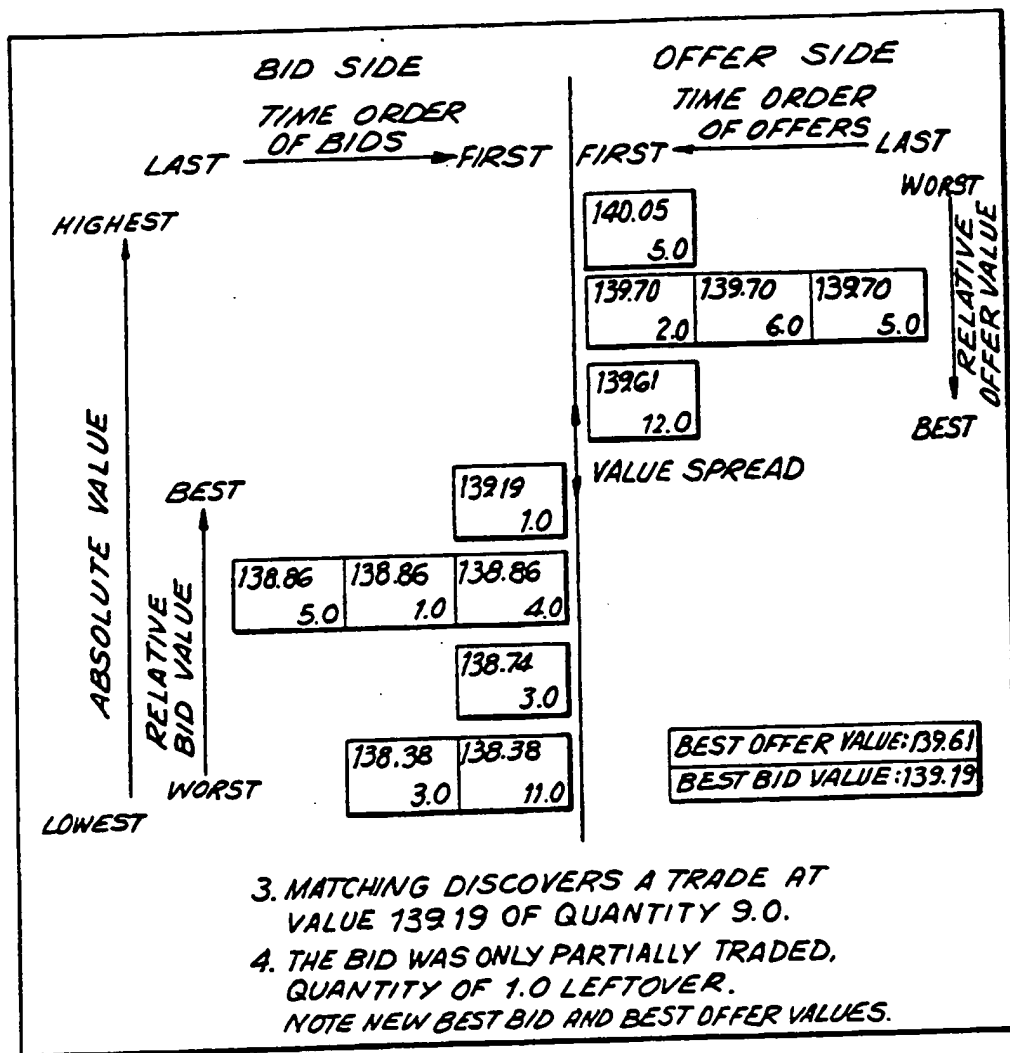 BID SIDE
TIME ORDER
OF BIDS
LAST
FIRST
OFFER SIDE
TIME ORDER
OF OFFERS
FIRST
LAST
HIGHEST
WORST
140.05
5.0
139.70 139.70 139.70
2.0 6.0 5.0
139.61
12.0
RELATIVE
OFFER VALUE
BEST
VALUE SPREAD
ABSOLUTE VALUE
BEST
RELATIVE
BID VALUE
139.19
1.0
138.86 138.86 138.86
5.0 1.0 4.0
138.74
3.0
138.38 138.38
3.0 11.0
WORST
LOWEST
BEST OFFER VALUE:139.61
BEST BID VALUE:139.19
3. MATCHING DISCOVERS A TRADE AT
VALUE 139.19 OF QUANTITY 9.0.
4. THE BID WAS ONLY PARTIALLY TRADED,
QUANTITY OF 1.0 LEFTOVER.
NOTE NEW BEST BID AND BEST OFFER VALUES.